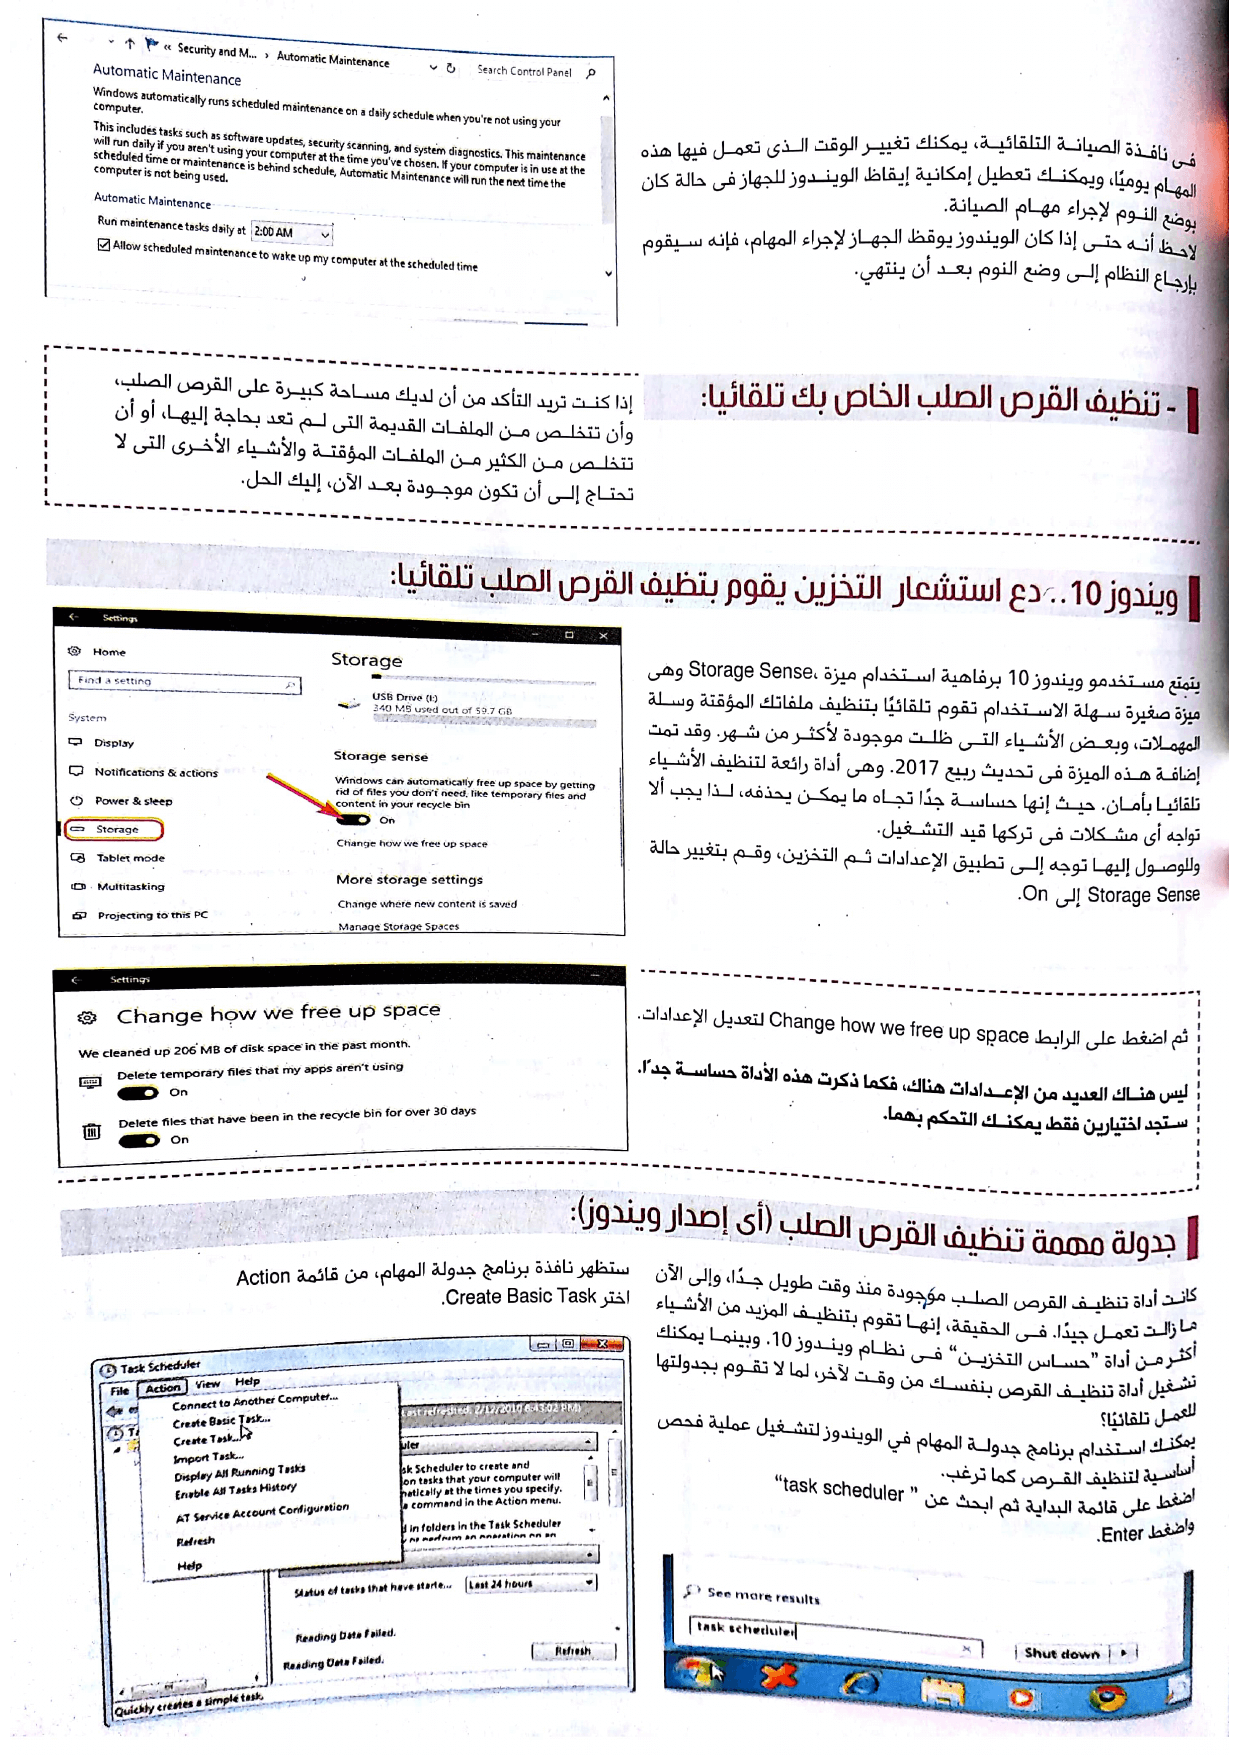 ← ↑ « Security and M... › Automatic Maintenance
Search Control Panel
Automatic Maintenance
Windows automatically runs scheduled maintenance on a daily schedule when you're not using your
computer.
This includes tasks such as software updates, security scanning, and system diagnostics. This maintenance
will run daily if you aren't using your computer at the time you've chosen. If your computer is in use at the
scheduled time or maintenance is behind schedule, Automatic Maintenance will run the next time the
computer is not being used.
Automatic Maintenance
Run maintenance tasks daily at 2:00 AM
Allow scheduled maintenance to wake up my computer at the scheduled time
فى نافذة الصيانة التلقائية، يمكنك تغيير الوقت الذى تعمل فيها هذه
المهام يوميًا، ويمكنك تعطيل إمكانية إيقاظ الويندوز للجهاز فى حالة كان
بوضع النوم لإجراء مهام الصيانة.
لاحظ أنه حتى إذا كان الويندوز يوقظ الجهاز لإجراء المهام، فإنه سيقوم
بإرجاع النظام إلى وضع النوم بعد أن ينتهي.
- تنظيف القرص الصلب الخاص بك تلقائيا:
إذا كنت تريد التأكد من أن لديك مساحة كبيرة على القرص الصلب،
وأن تتخلص من الملفات القديمة التى لم تعد بحاجة إليها، أو أن
تتخلص من الكثير من الملفات المؤقتة والأشياء الأخرى التى لا
تحتاج إلى أن تكون موجودة بعد الآن، إليك الحل.
ويندوز 10.. دع استشعار التخزين يقوم بتظيف القرص الصلب تلقائيا:
يتمتع مستخدمو ويندوز 10 برفاهية استخدام ميزة Storage Sense، وهى
ميزة صغيرة سهلة الاستخدام تقوم تلقائيًا بتنظيف ملفاتك المؤقتة وسلة
المهملات، وبعض الأشياء التى ظلت موجودة لأكثر من شهر. وقد تمت
إضافة هذه الميزة فى تحديث ربيع 2017. وهى أداة رائعة لتنظيف الأشياء
تلقائيا بأمان. حيث إنها حساسة جدًا تجاه ما يمكن يحذفه، لذا يجب ألا
تواجه أى مشكلات فى تركها قيد التشغيل.
وللوصول إليها توجه إلى تطبيق الإعدادات ثم التخزين، وقم بتغيير حالة
Storage Sense إلى On.
Settings
Home
Find a setting
System
Display
Notifications & actions
Power & sleep
Storage
Tablet mode
Multitasking
Projecting to this PC
Storage
USB Drive (I:)
340 MB used out of 59.7 GB
Storage sense
Windows can automatically free up space by getting
rid of files you don't need, like temporary files and
content in your recycle bin
On
Change how we free up space
More storage settings
Change where new content is saved
Manage Storage Spaces
ثم اضغط على الرابط Change how we free up space لتعديل الإعدادات.
ليس هناك العديد من الإعدادات هناك، فكما ذكرت هذه الأداة حساسة جدًا.
ستجد اختيارين فقط يمكنك التحكم بهما.
Settings
Change how we free up space
We cleaned up 206 MB of disk space in the past month.
Delete temporary files that my apps aren't using
On
Delete files that have been in the recycle bin for over 30 days
On
جدولة مهمة تنظيف القرص الصلب (أى إصدار ويندوز):
كانت أداة تنظيف القرص الصلب موجودة منذ وقت طويل جدًا، وإلى الآن
مازالت تعمل جيدًا. فى الحقيقة، إنها تقوم بتنظيف المزيد من الأشياء
أكثر من أداة "حساس التخزين" فى نظام ويندوز 10. وبينما يمكنك
تشغيل أداة تنظيف القرص بنفسك من وقت لآخر، لما لا تقوم بجدولتها
للعمل تلقائيًا؟
يمكنك استخدام برنامج جدولة المهام في الويندوز لتشغيل عملية فحص
أساسية لتنظيف القرص كما ترغب.
اضغط على قائمة البداية ثم ابحث عن " task scheduler"
واضغط Enter.
See more results
task scheduler
Shut down
ستظهر نافذة برنامج جدولة المهام، من قائمة Action
اختر Create Basic Task.
Task Scheduler
File Action View Help
Connect to Another Computer...
Create Basic Task...
Create Task...
Import Task...
Display All Running Tasks
Enable All Tasks History
AT Service Account Configuration
Refresh
Help
(Last refreshed: 2/12/2010 6:43:02 PM)
sk Scheduler to create and
on tasks that your computer will
natically at the times you specify.
a command in the Action menu.
d in folders in the Task Scheduler
or perform an operation on an
Status of tasks that have starte... Last 24 hours
Reading Data Failed.
Reading Data Failed.
Refresh
Quickly creates a simple task.